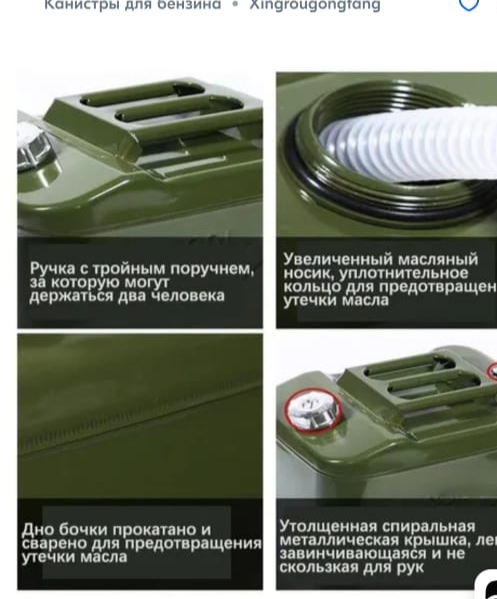 Канистры для бензина • Xingrougongfang
Ручка с тройным поручнем,
за которую могут
держаться два человека
Увеличенный масляный
носик, уплотнительное
кольцо для предотвращен
утечки масла
Дно бочки прокатано и
сварено для предотвращения
утечки масла
Утолщенная спиральная
металлическая крышка, ле
завинчивающаяся и не
скользкая для рук